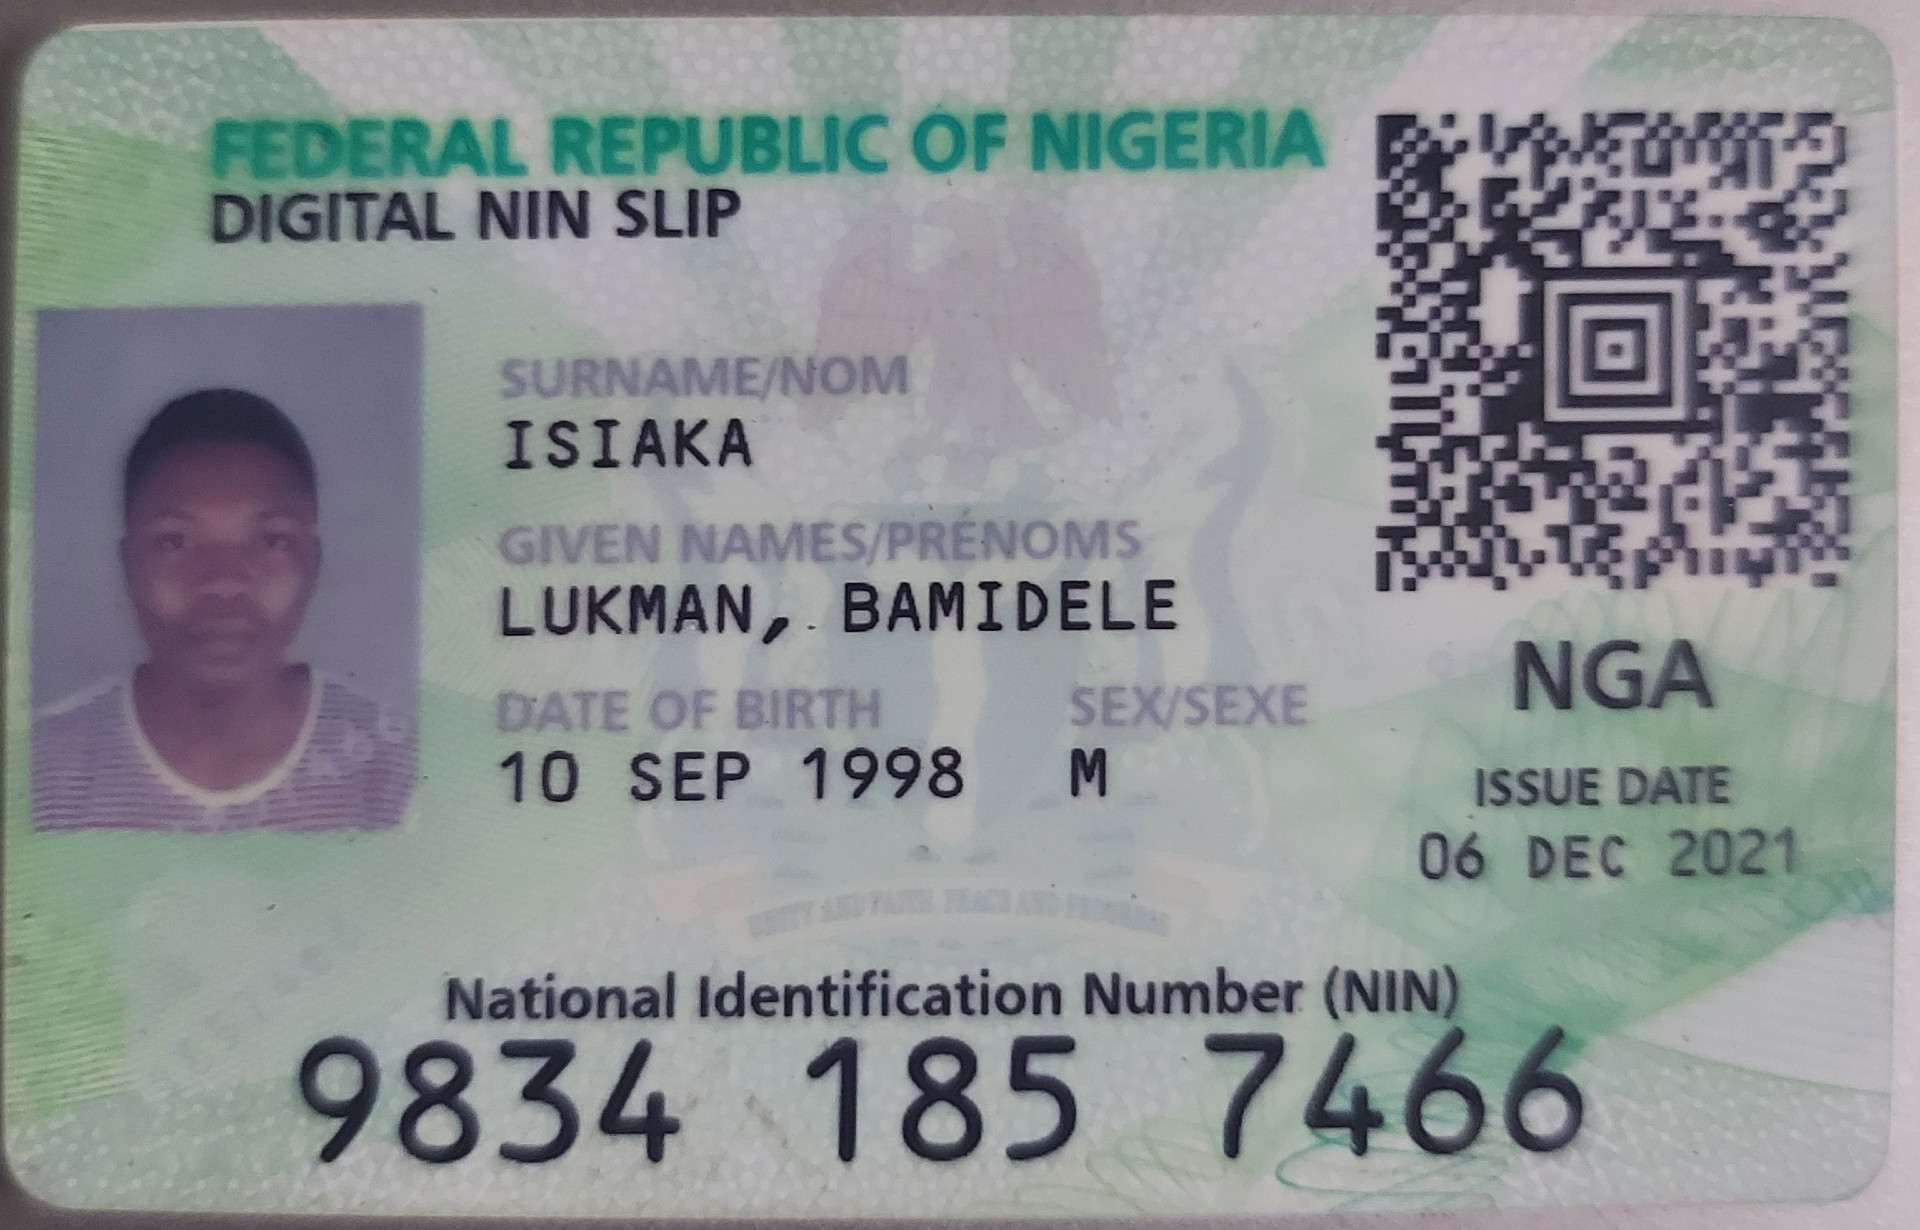 FEDERAL REPUBLIC OF NIGERIA
DIGITAL NIN SLIP
SURNAME/NOM
ISIAKA
GIVEN NAMES/PRÉNOMS
LUKMAN, BAMIDELE
DATE OF BIRTH SEX/SEXE
10 SEP 1998 M
NGA
ISSUE DATE
06 DEC 2021
UNITY AND FAITH, PEACE AND PROGRESS
National Identification Number (NIN)
9834 185 7466